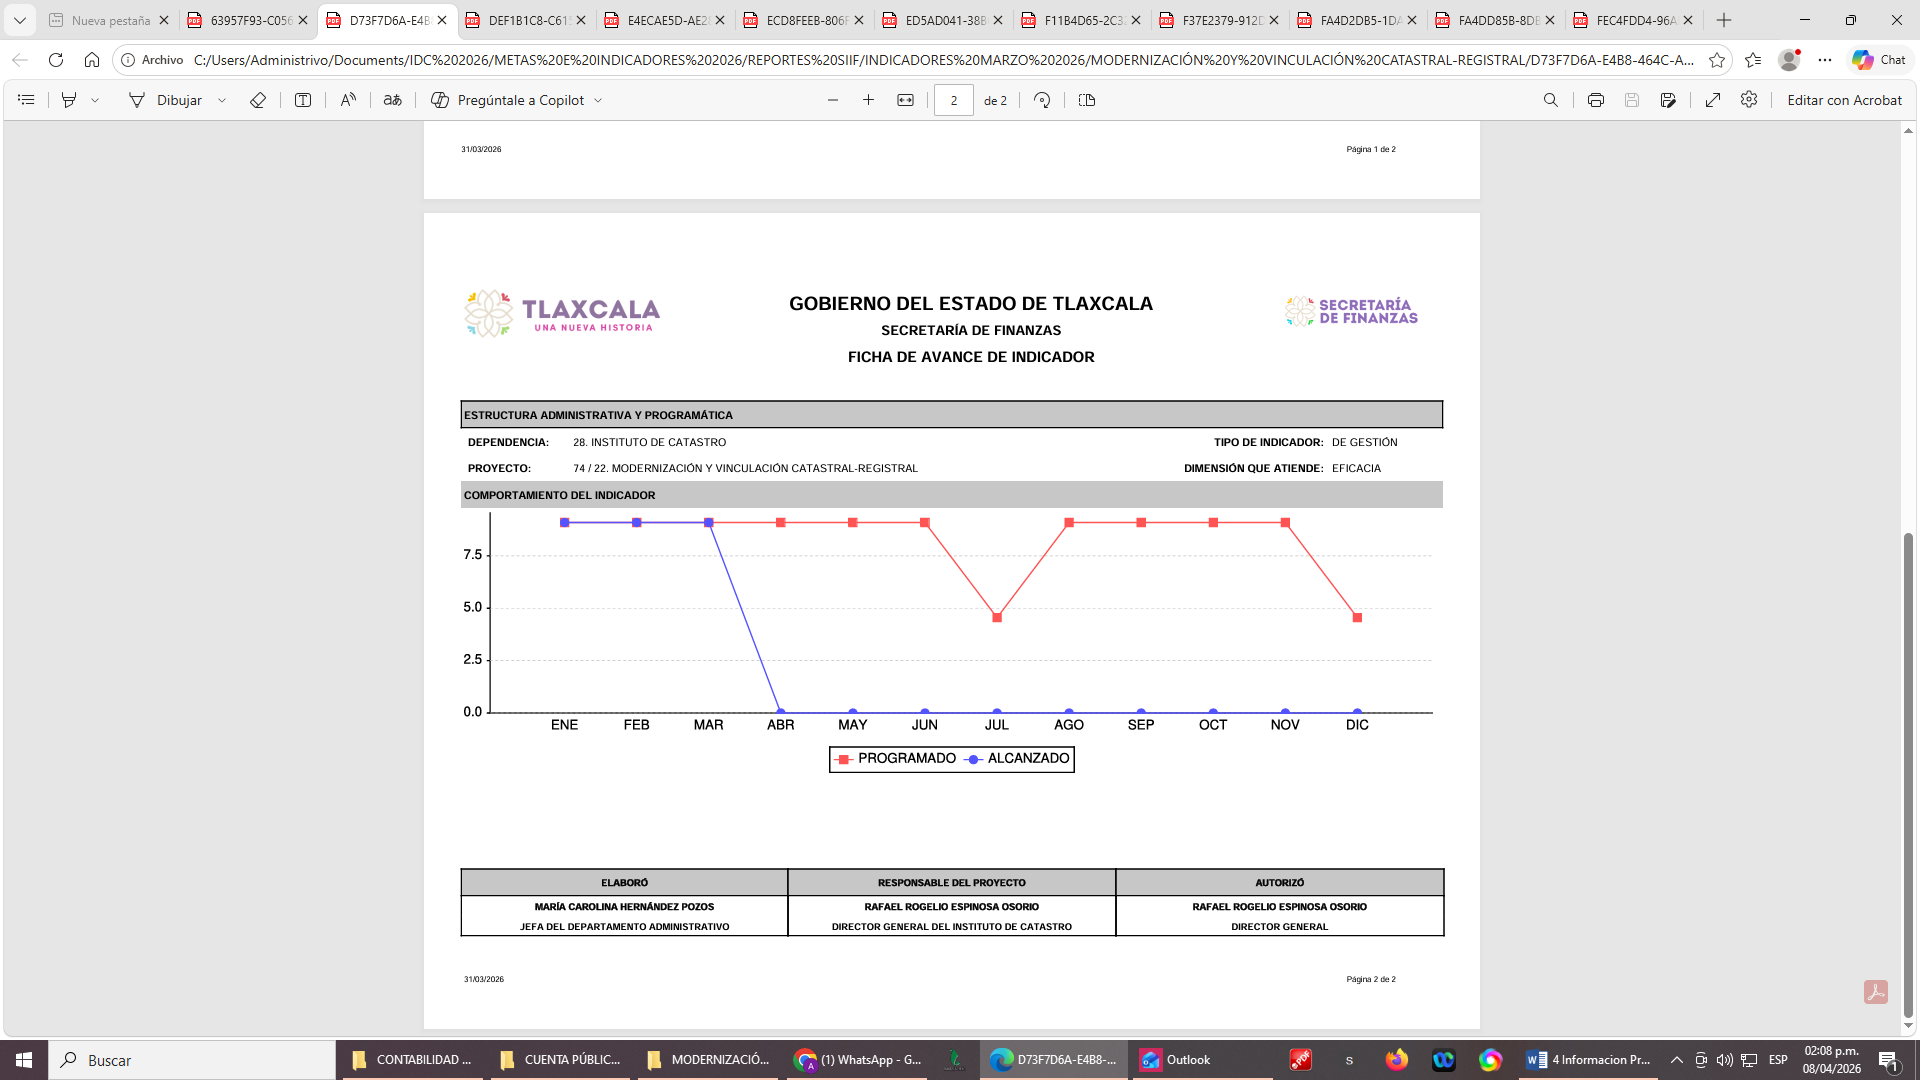 Nueva pestaña
63957F93-C056
D73F7D6A-E4B
DEF1B1C8-C61
E4ECAE5D-AE2
ECD8FEEB-806F
ED5AD041-38B
F11B4D65-2C3
F37E2379-912D
FA4D2DB5-1DA
FA4DD85B-8DB
FEC4FDD4-96A
Archivo
C:/Users/Administrivo/Documents/IDC%202026/METAS%20E%20INDICADORES%202026/REPORTES%20SIIF/INDICADORES%20MARZO%202026/MODERNIZACIÓN%20Y%20VINCULACIÓN%20CATASTRAL-REGISTRAL/D73F7D6A-E4B8-464C-A...
Chat
Dibujar
Pregúntale a Copilot
2
de 2
Editar con Acrobat
31/03/2026
Página 1 de 2
TLAXCALA
UNA NUEVA HISTORIA
GOBIERNO DEL ESTADO DE TLAXCALA
SECRETARÍA DE FINANZAS
FICHA DE AVANCE DE INDICADOR
SECRETARÍA
DE FINANZAS
ESTRUCTURA ADMINISTRATIVA Y PROGRAMÁTICA
DEPENDENCIA: 28. INSTITUTO DE CATASTRO
TIPO DE INDICADOR: DE GESTIÓN
PROYECTO: 74 / 22. MODERNIZACIÓN Y VINCULACIÓN CATASTRAL-REGISTRAL
DIMENSIÓN QUE ATIENDE: EFICACIA
COMPORTAMIENTO DEL INDICADOR
7.5
5.0
2.5
0.0
ENE FEB MAR ABR MAY JUN JUL AGO SEP OCT NOV DIC
PROGRAMADO ALCANZADO
ELABORÓ
RESPONSABLE DEL PROYECTO
AUTORIZÓ
MARÍA CAROLINA HERNÁNDEZ POZOS
RAFAEL ROGELIO ESPINOSA OSORIO
RAFAEL ROGELIO ESPINOSA OSORIO
JEFA DEL DEPARTAMENTO ADMINISTRATIVO
DIRECTOR GENERAL DEL INSTITUTO DE CATASTRO
DIRECTOR GENERAL
31/03/2026
Página 2 de 2
Buscar
CONTABILIDAD ...
CUENTA PÚBLIC...
MODERNIZACIÓ...
(1) WhatsApp - G...
D73F7D6A-E4B8-...
Outlook
4 Informacion Pr...
ESP
02:08 p.m.
08/04/2026
1